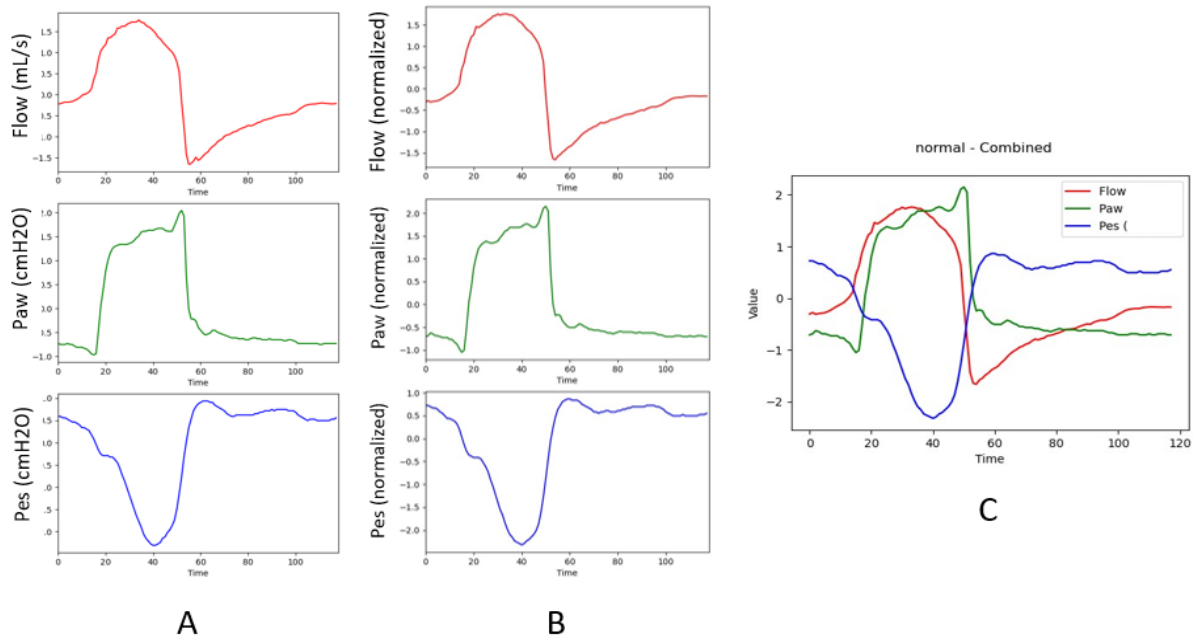 Flow (mL/s)
.5
.0
).5
).0
).5
.0
−1.5
0 20 40 60 80 100
Time
Paw (cmH2O)
2.0
.5
.0
).5
).0
).5
−1.0
0 20 40 60 80 100
Time
Pes (cmH2O)
.0
).5
).0
).5
.0
.5
.0
0 20 40 60 80 100
Time
A
Flow (normalized)
1.5
1.0
0.5
0.0
−0.5
−1.0
−1.5
0 20 40 60 80 100
Time
Paw (normalized)
2.0
1.5
1.0
0.5
0.0
−0.5
−1.0
0 20 40 60 80 100
Time
Pes (normalized)
1.0
0.5
0.0
−0.5
−1.0
−1.5
−2.0
0 20 40 60 80 100
Time
B
normal - Combined
Flow
Paw
Pes (
Value
2
1
0
−1
−2
0 20 40 60 80 100 120
Time
C